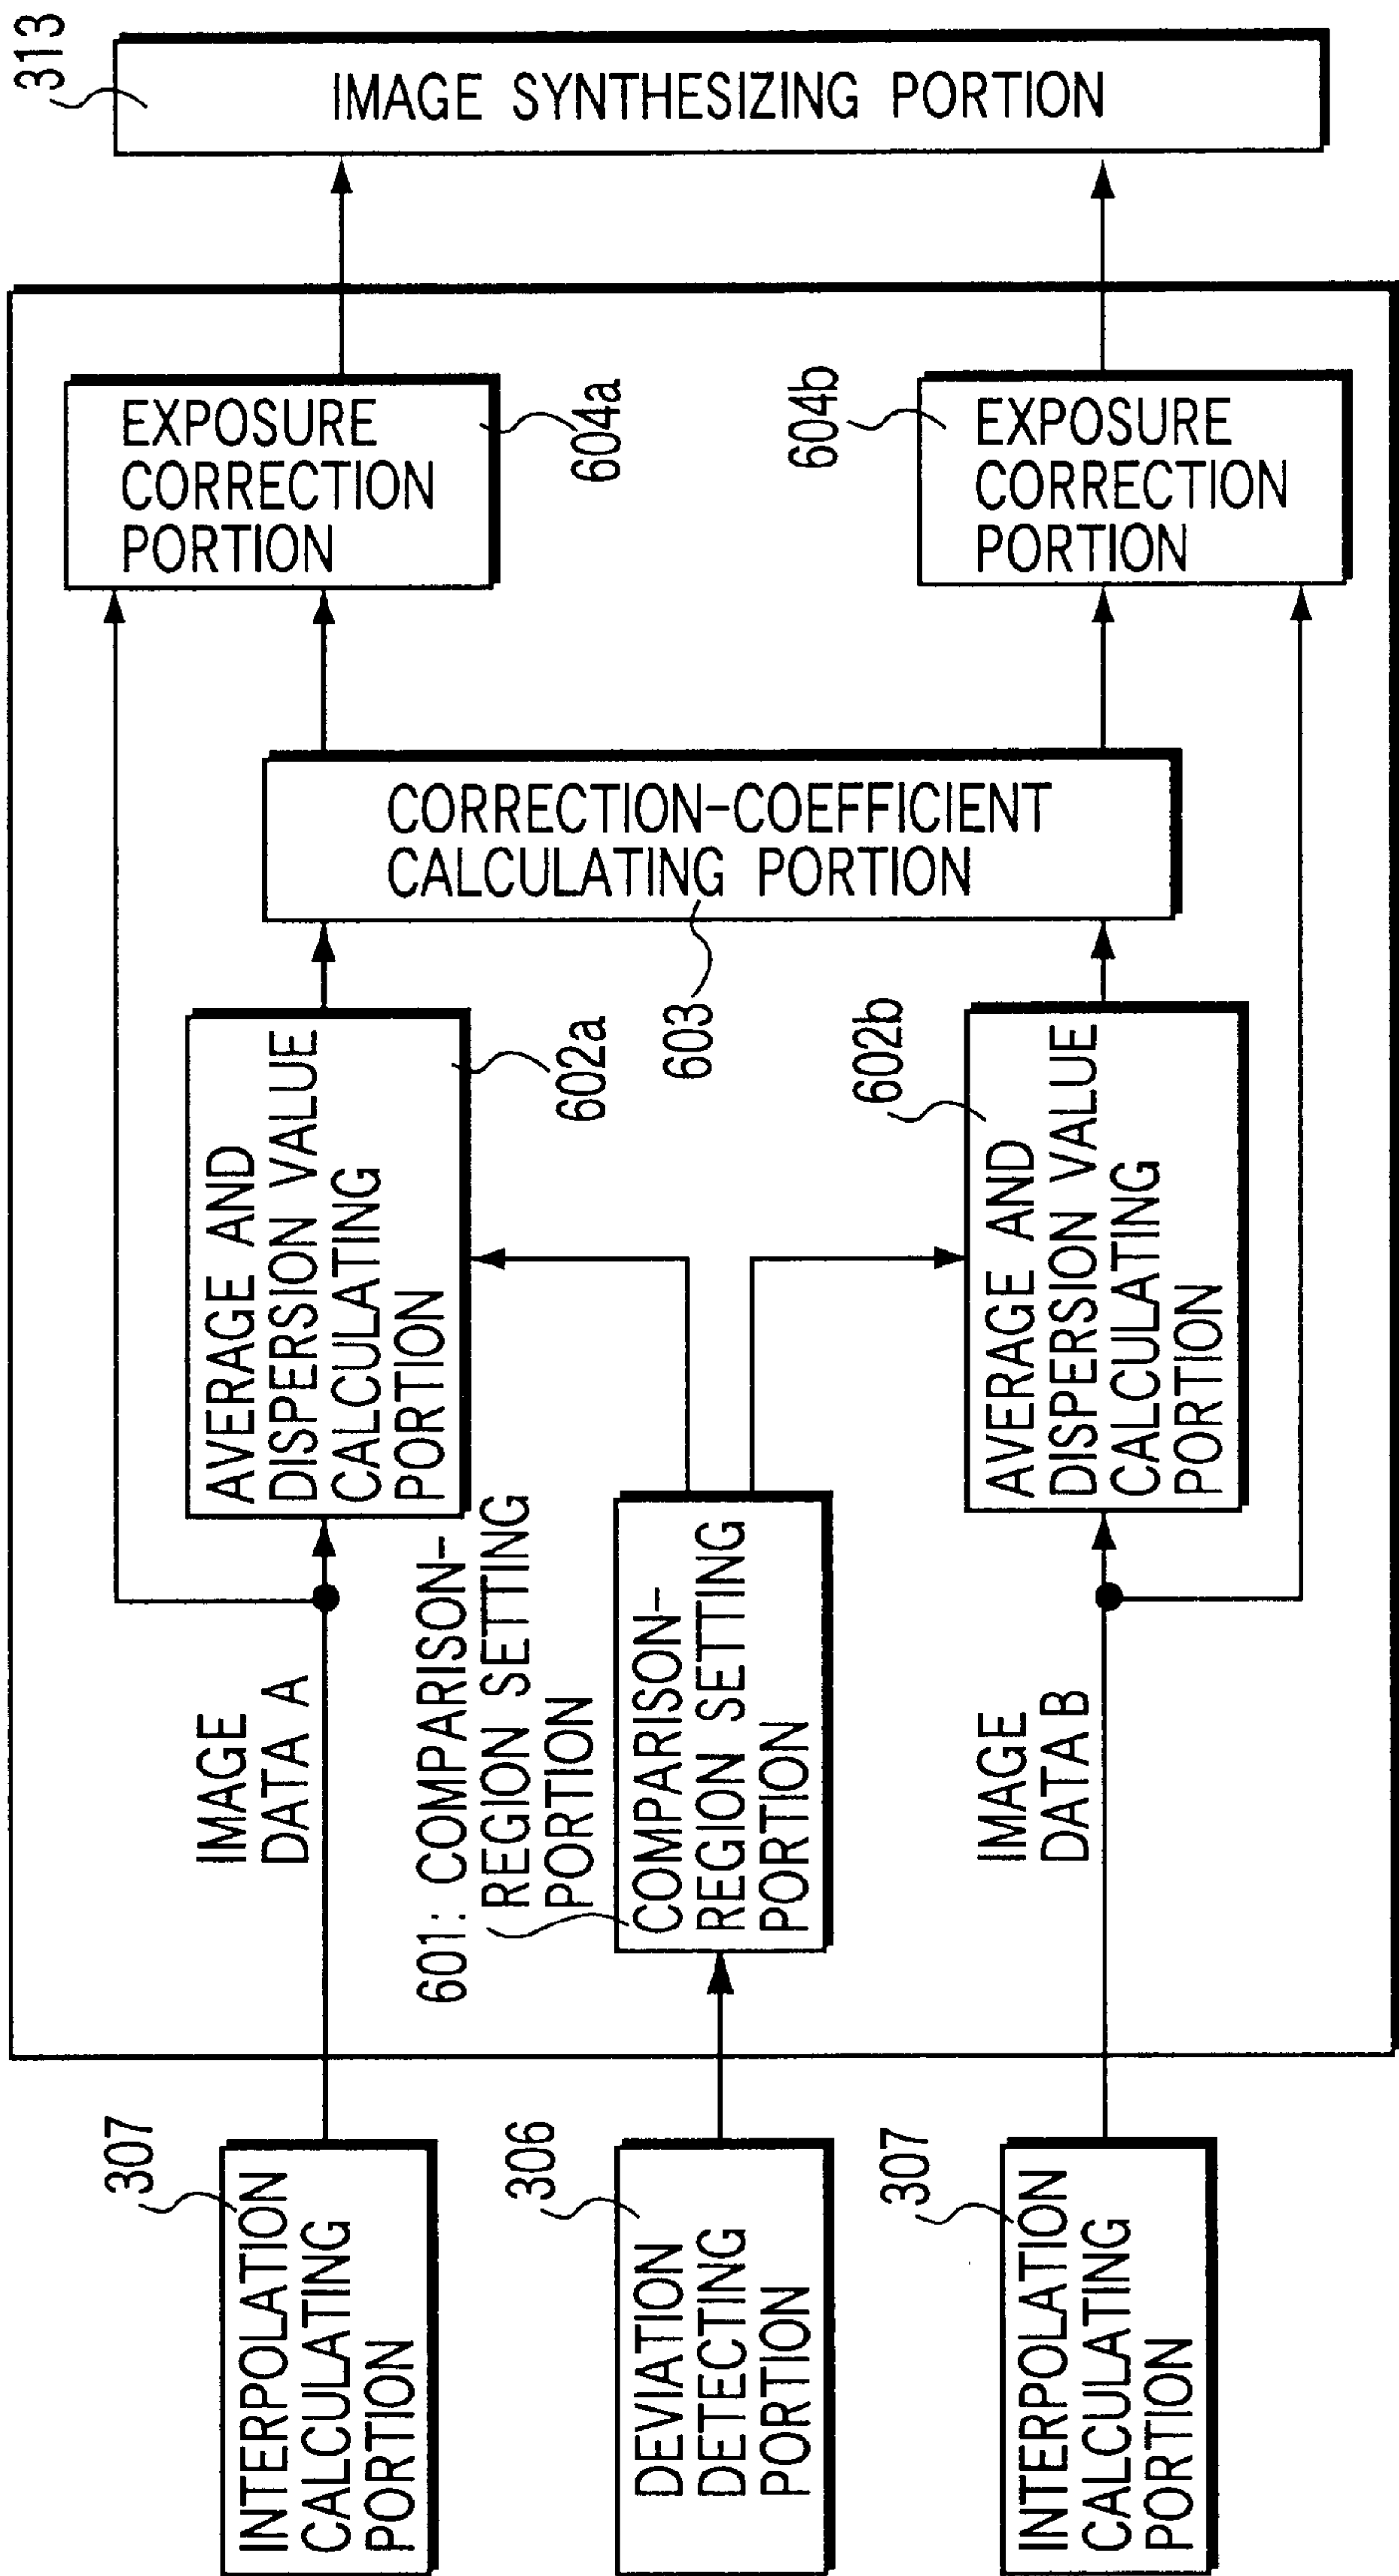 307
INTERPOLATION
CALCULATING
PORTION
306
DEVIATION
DETECTING
PORTION
307
INTERPOLATION
CALCULATING
PORTION
IMAGE
DATA A
601: COMPARISON-
REGION SETTING
PORTION
COMPARISON-
REGION SETTING
PORTION
IMAGE
DATA B
AVERAGE AND
DISPERSION VALUE
CALCULATING
PORTION
602a
602b
AVERAGE AND
DISPERSION VALUE
CALCULATING
PORTION
CORRECTION-COEFFICIENT
CALCULATING PORTION
603
EXPOSURE
CORRECTION
PORTION
604a
604b
EXPOSURE
CORRECTION
PORTION
313
IMAGE SYNTHESIZING PORTION